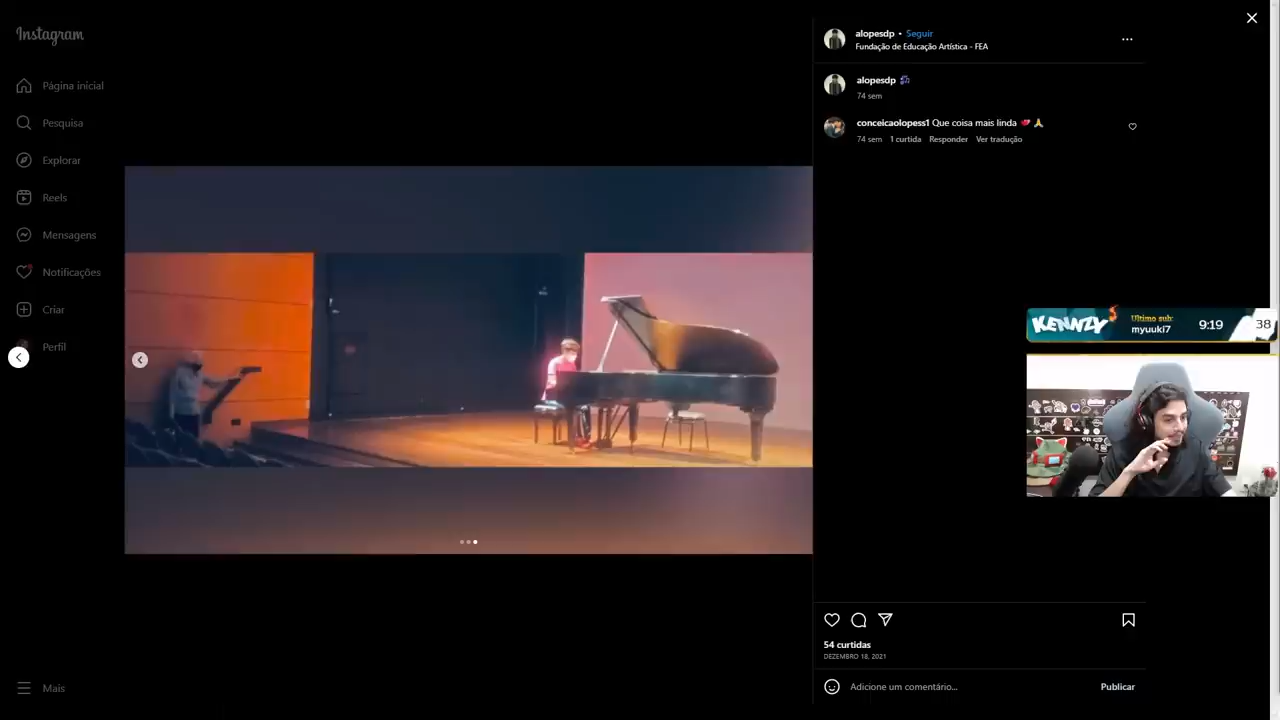 Instagram
Página inicial
Pesquisa
Explorar
Reels
Mensagens
Notificações
Criar
Perfil
Mais
alopesdp • Seguir
Fundação de Educação Artística - FEA
alopesdp
74 sem
conceicaolopess1 Que coisa mais linda
74 sem 1 curtida Responder Ver tradução
KENNZY
Ultimo sub:
myuuki7
9:19
38
54 curtidas
DEZEMBRO 18, 2021
Adicione um comentário...
Publicar